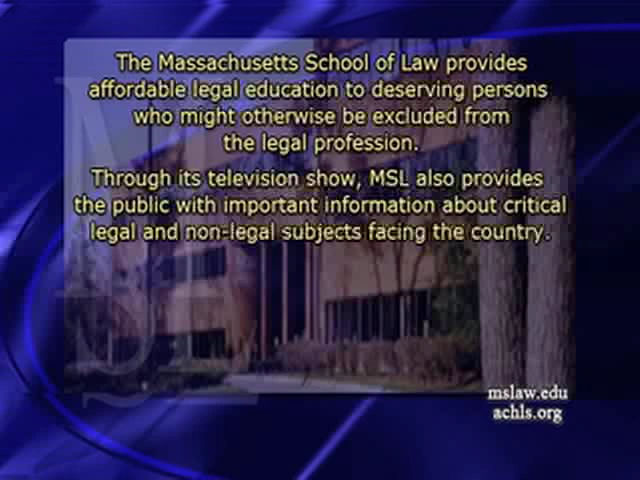 The Massachusetts School of Law provides
affordable legal education to deserving persons
who might otherwise be excluded from
the legal profession.
Through its television show, MSL also provides
the public with important information about critical
legal and non-legal subjects facing the country.
mslaw.edu
achls.org